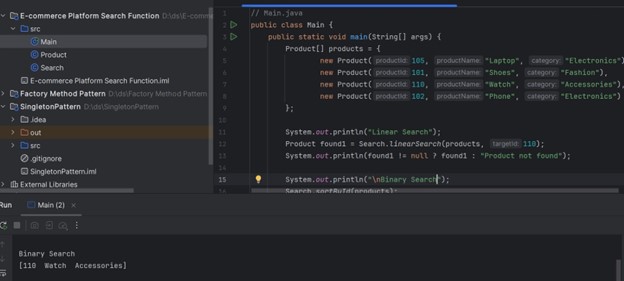 E-commerce Platform Search Function D:\ds\E-comme
src
Main
Product
Search
E-commerce Platform Search Function.iml
Factory Method Pattern D:\ds\Factory Method Pattern
SingletonPattern D:\ds\SingletonPattern
.idea
out
src
.gitignore
SingletonPattern.iml
External Libraries
1 // Main.java
2 public class Main {
3 public static void main(String[] args) {
4 Product[] products = {
5 new Product( productId: 105, productName: "Laptop", category: "Electronics")
6 new Product( productId: 101, productName: "Shoes", category: "Fashion"),
7 new Product( productId: 110, productName: "Watch", category: "Accessories"),
8 new Product( productId: 102, productName: "Phone", category: "Electronics")
9 };
10
11 System.out.println("Linear Search");
12 Product found1 = Search.linearSearch(products, targetId: 110);
13 System.out.println(found1 != null ? found1 : "Product not found");
15 System.out.println("\nBinary Search");
16 Search.sortById(products);
Run Main (2)
Binary Search
[110 Watch Accessories]